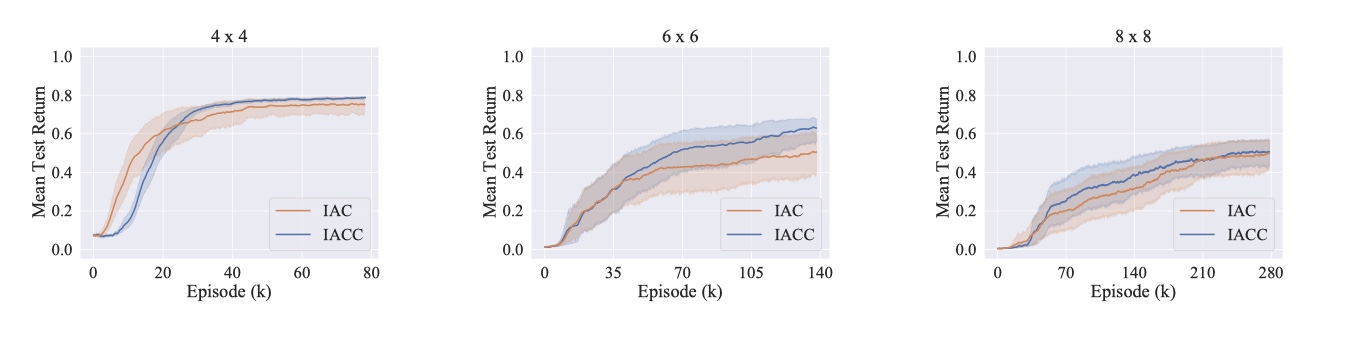 4 x 4
1.0
0.8
0.6
0.4
0.2
0.0
Mean Test Return
IAC
IACC
0 20 40 60 80
Episode (k)
6 x 6
1.0
0.8
0.6
0.4
0.2
0.0
Mean Test Return
IAC
IACC
0 35 70 105 140
Episode (k)
8 x 8
1.0
0.8
0.6
0.4
0.2
0.0
Mean Test Return
IAC
IACC
0 70 140 210 280
Episode (k)